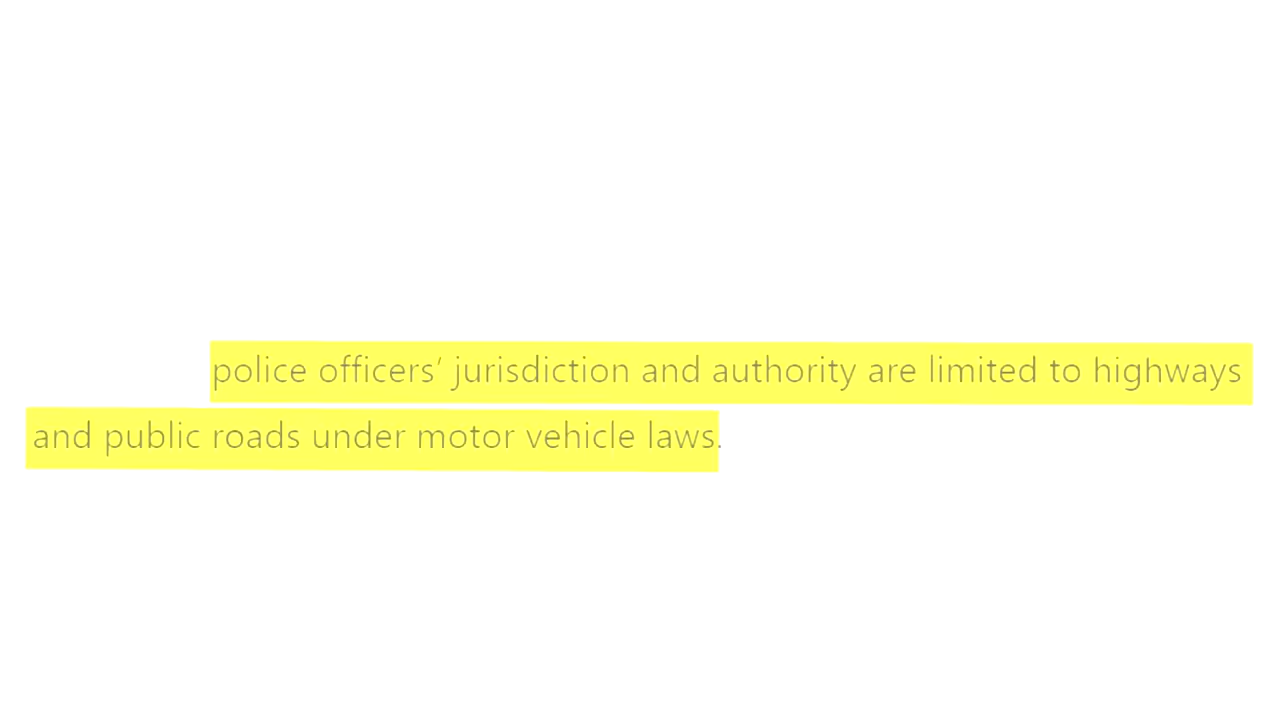 police officers’ jurisdiction and authority are limited to highways
and public roads under motor vehicle laws.